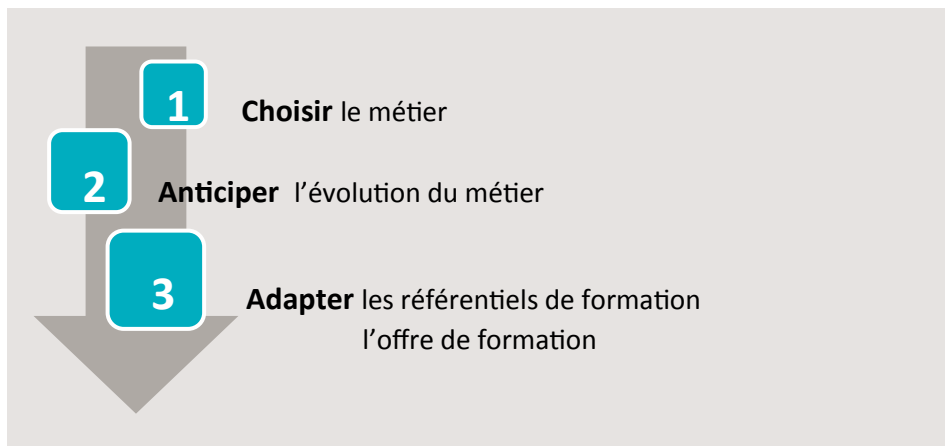 1 Choisir le métier
2 Anticiper l’évolution du métier
3 Adapter les référentiels de formation
l’offre de formation